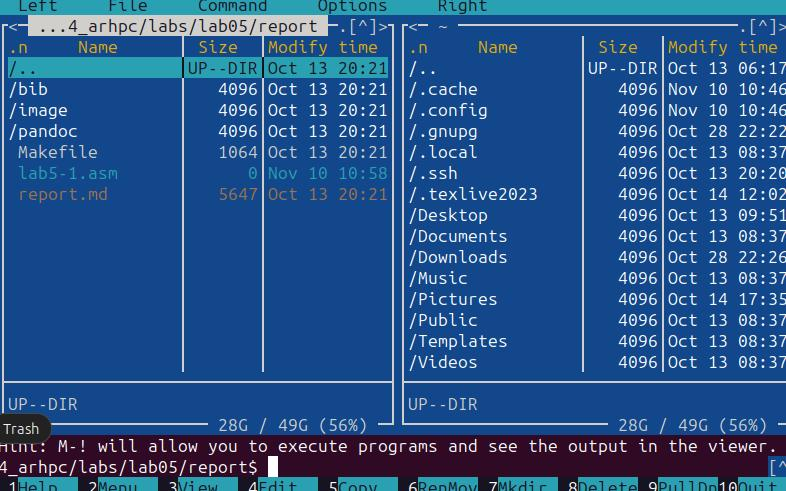 Left File Command Options Right
<- ...4_arhpc/labs/lab05/report -.[^]> <- ~ .[^]>
.n Name Size Modify time .n Name Size Modify time
/.. UP--DIR Oct 13 20:21 /.. UP--DIR Oct 13 06:17
/bib 4096 Oct 13 20:21 /.cache 4096 Nov 10 10:46
/image 4096 Oct 13 20:21 /.config 4096 Nov 10 10:46
/pandoc 4096 Oct 13 20:21 /.gnupg 4096 Oct 28 22:22
Makefile 1064 Oct 13 20:21 /.local 4096 Oct 13 08:37
lab5-1.asm 0 Nov 10 10:58 /.ssh 4096 Oct 13 20:20
report.md 5647 Oct 13 20:21 /.texlive2023 4096 Oct 14 12:02
/Desktop 4096 Oct 13 09:51
/Documents 4096 Oct 13 08:37
/Downloads 4096 Oct 28 22:26
/Music 4096 Oct 13 08:37
/Pictures 4096 Oct 14 17:35
/Public 4096 Oct 13 08:37
/Templates 4096 Oct 13 08:37
/Videos 4096 Oct 13 08:37
UP--DIR UP--DIR
Trash 28G / 49G (56%) 28G / 49G (56%)
Hint: M-! will allow you to execute programs and see the output in the viewer.
4_arhpc/labs/lab05/report$ [^
1Help 2Menu 3View 4Edit 5Copy 6RenMov 7Mkdir 8Delete 9PullDn 10Quit